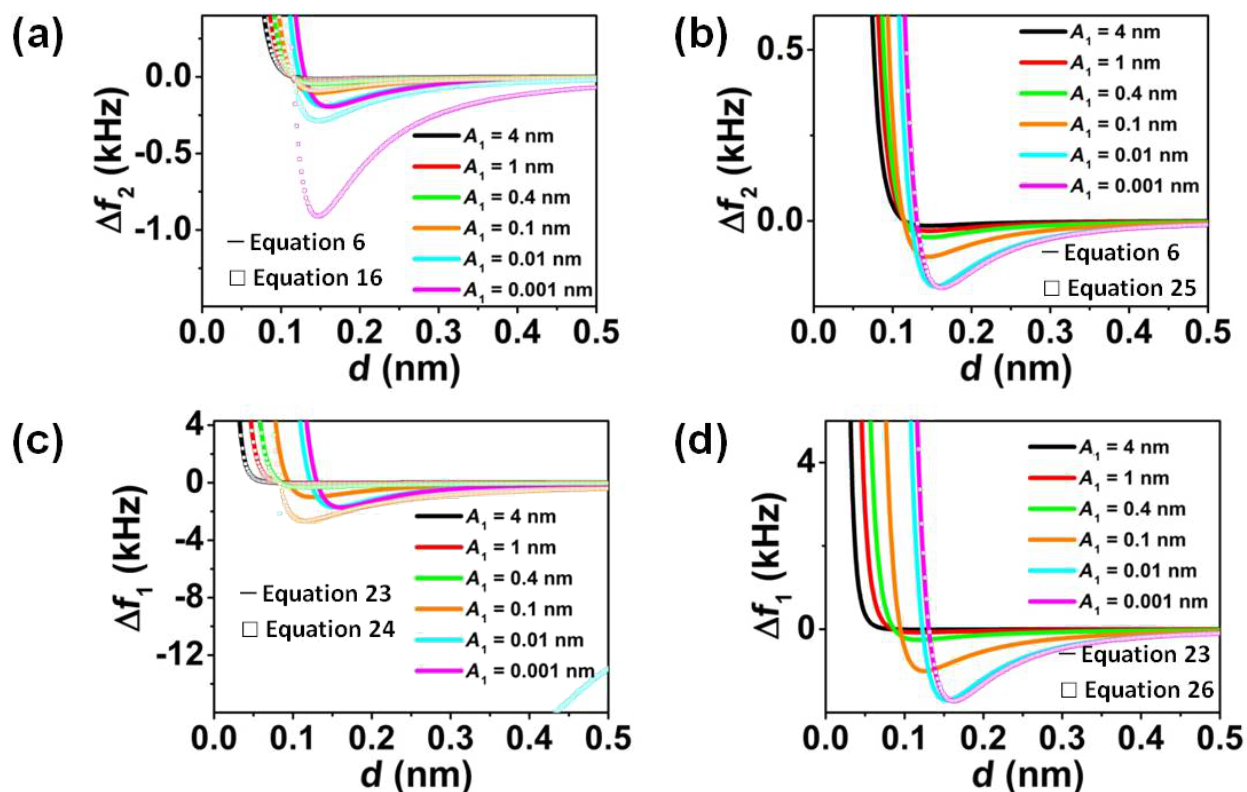 (a)
Δf2 (kHz)
0.0
-0.5
-1.0
A1 = 4 nm
A1 = 1 nm
A1 = 0.4 nm
A1 = 0.1 nm
A1 = 0.01 nm
A1 = 0.001 nm
– Equation 6
□ Equation 16
0.0 0.1 0.2 0.3 0.4 0.5
d (nm)
(b)
Δf2 (kHz)
0.5
0.0
A1 = 4 nm
A1 = 1 nm
A1 = 0.4 nm
A1 = 0.1 nm
A1 = 0.01 nm
A1 = 0.001 nm
– Equation 6
□ Equation 25
0.0 0.1 0.2 0.3 0.4 0.5
d (nm)
(c)
Δf1 (kHz)
4
0
-4
-8
-12
A1 = 4 nm
A1 = 1 nm
A1 = 0.4 nm
A1 = 0.1 nm
A1 = 0.01 nm
A1 = 0.001 nm
– Equation 23
□ Equation 24
0.0 0.1 0.2 0.3 0.4 0.5
d (nm)
(d)
Δf1 (kHz)
4
0
A1 = 4 nm
A1 = 1 nm
A1 = 0.4 nm
A1 = 0.1 nm
A1 = 0.01 nm
A1 = 0.001 nm
– Equation 23
□ Equation 26
0.0 0.1 0.2 0.3 0.4 0.5
d (nm)